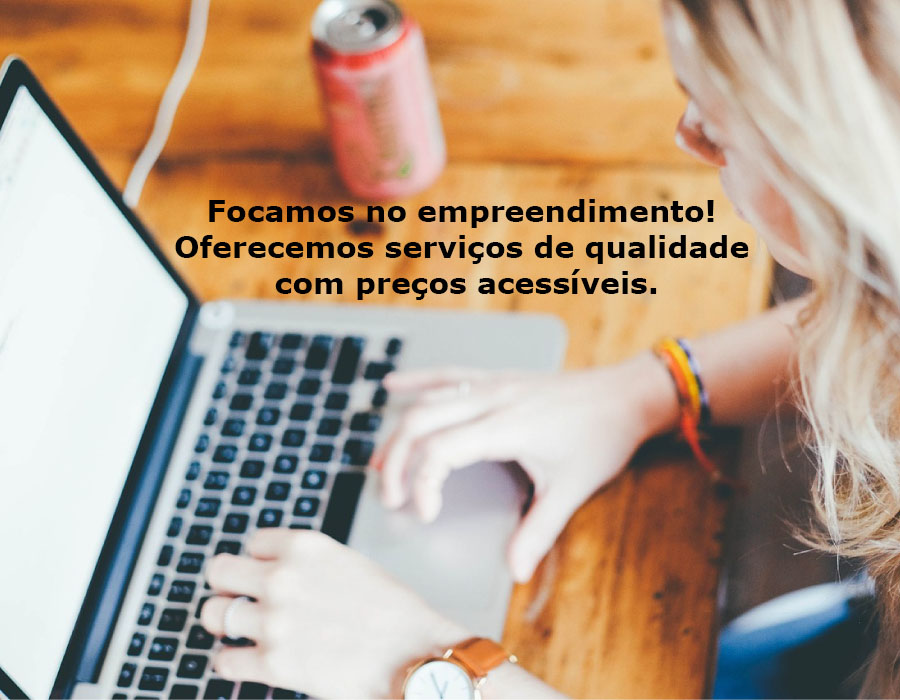 Focamos no empreendimento!
Oferecemos serviços de qualidade
com preços acessíveis.